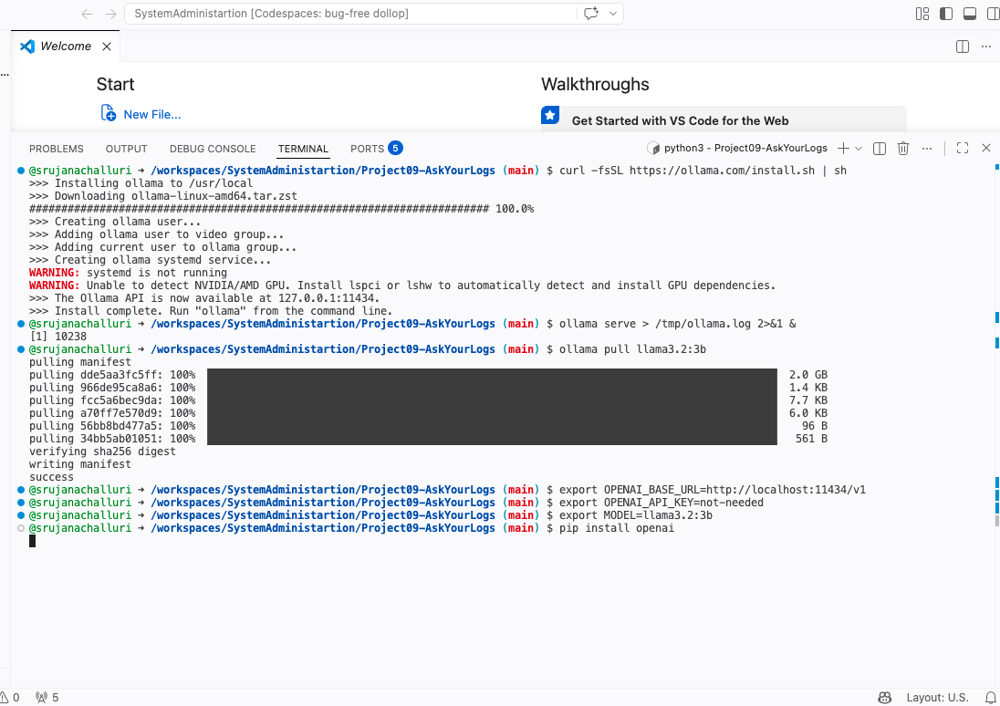 SystemAdministartion [Codespaces: bug-free dollop]
Welcome
Start
Walkthroughs
New File...
Get Started with VS Code for the Web
PROBLEMS OUTPUT DEBUG CONSOLE TERMINAL PORTS 5
python3 - Project09-AskYourLogs
@srujanachalluri → /workspaces/SystemAdministartion/Project09-AskYourLogs (main) $ curl -fsSL https://ollama.com/install.sh | sh
>>> Installing ollama to /usr/local
>>> Downloading ollama-linux-amd64.tar.zst
######################################################################## 100.0%
>>> Creating ollama user...
>>> Adding ollama user to video group...
>>> Adding current user to ollama group...
>>> Creating ollama systemd service...
WARNING: systemd is not running
WARNING: Unable to detect NVIDIA/AMD GPU. Install lspci or lshw to automatically detect and install GPU dependencies.
>>> The Ollama API is now available at 127.0.0.1:11434.
>>> Install complete. Run "ollama" from the command line.
@srujanachalluri → /workspaces/SystemAdministartion/Project09-AskYourLogs (main) $ ollama serve > /tmp/ollama.log 2>&1 &
[1] 10238
@srujanachalluri → /workspaces/SystemAdministartion/Project09-AskYourLogs (main) $ ollama pull llama3.2:3b
pulling manifest
pulling dde5aa3fc5ff: 100% 2.0 GB
pulling 966de95ca8a6: 100% 1.4 KB
pulling fcc5a6bec9da: 100% 7.7 KB
pulling a70ff7e570d9: 100% 6.0 KB
pulling 56bb8bd477a5: 100% 96 B
pulling 34bb5ab01051: 100% 561 B
verifying sha256 digest
writing manifest
success
@srujanachalluri → /workspaces/SystemAdministartion/Project09-AskYourLogs (main) $ export OPENAI_BASE_URL=http://localhost:11434/v1
@srujanachalluri → /workspaces/SystemAdministartion/Project09-AskYourLogs (main) $ export OPENAI_API_KEY=not-needed
@srujanachalluri → /workspaces/SystemAdministartion/Project09-AskYourLogs (main) $ export MODEL=llama3.2:3b
@srujanachalluri → /workspaces/SystemAdministartion/Project09-AskYourLogs (main) $ pip install openai
0 5
Layout: U.S.